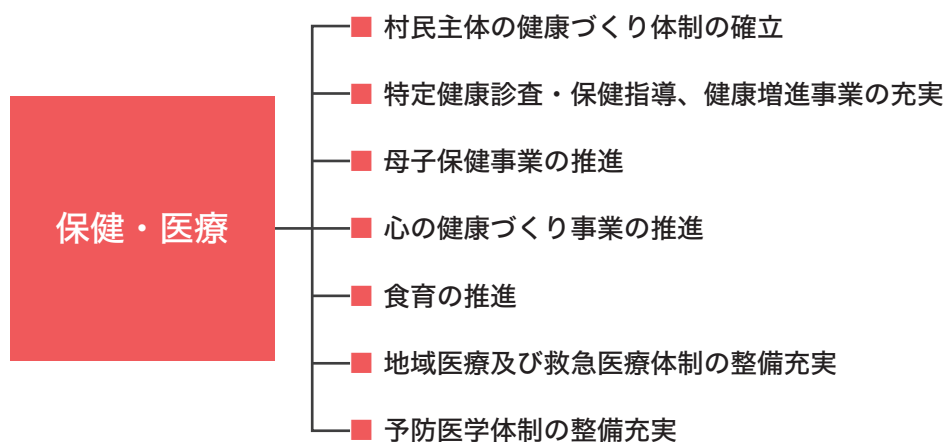 保健・医療
村民主体の健康づくり体制の確立
特定健康診査・保健指導、健康増進事業の充実
母子保健事業の推進
心の健康づくり事業の推進
食育の推進
地域医療及び救急医療体制の整備充実
予防医学体制の整備充実